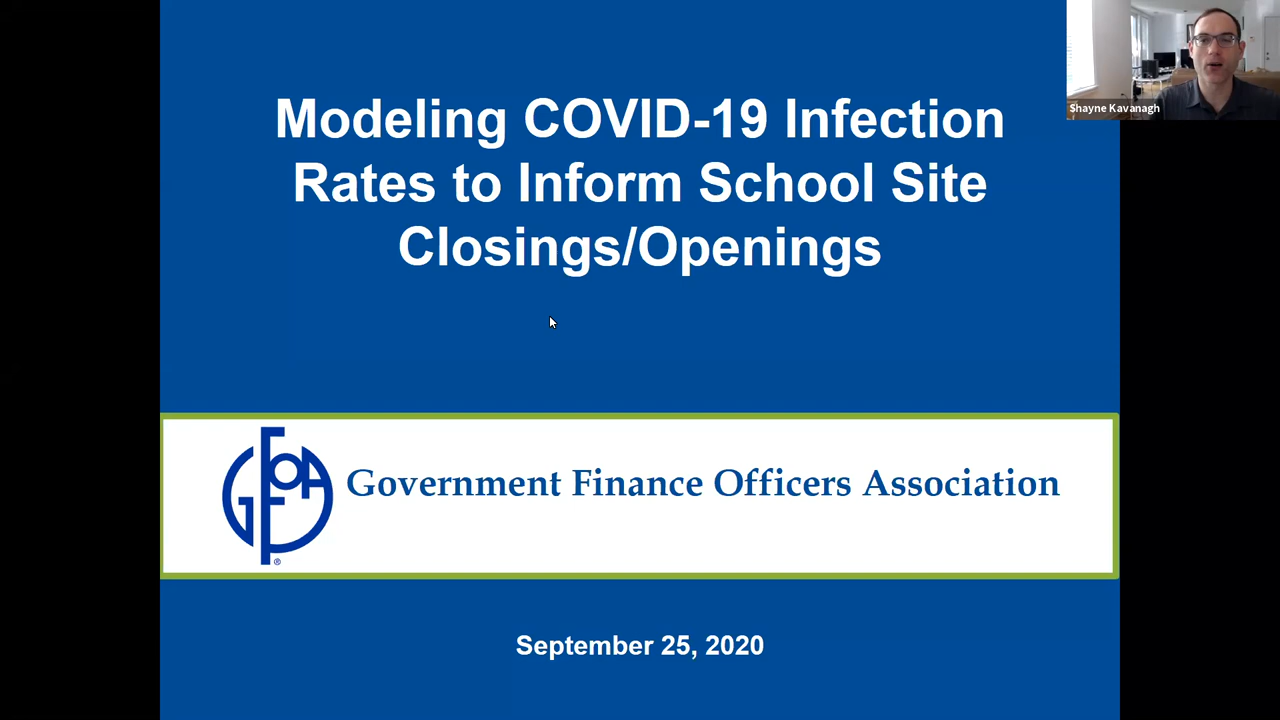 Modeling COVID-19 Infection
Rates to Inform School Site
Closings/Openings
Shayne Kavanagh
GFOA
®
Government Finance Officers Association
September 25, 2020